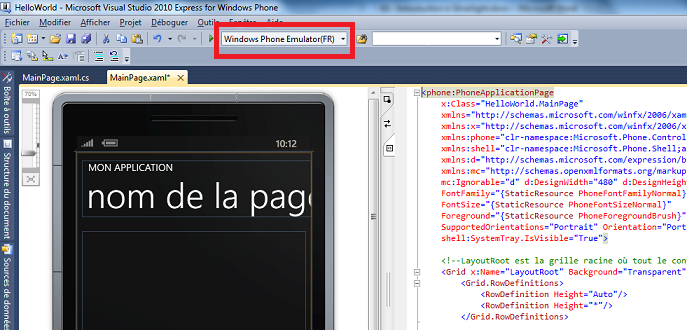 HelloWorld - Microsoft Visual Studio 2010 Express for Windows Phone
Fichier Modifier Afficher Projet Déboguer Outils Fenêtre ?
Windows Phone Emulator(FR)
MainPage.xaml.cs MainPage.xaml* ×
Boîte à outils
Structure du document
Sources de données
70%
10:12
MON APPLICATION
nom de la page
<phone:PhoneApplicationPage
x:Class="HelloWorld.MainPage"
xmlns="http://schemas.microsoft.com/winfx/2006/xam
xmlns:x="http://schemas.microsoft.com/winfx/2006/x
xmlns:phone="clr-namespace:Microsoft.Phone.Control
xmlns:shell="clr-namespace:Microsoft.Phone.Shell;a
xmlns:d="http://schemas.microsoft.com/expression/b
xmlns:mc="http://schemas.openxmlformats.org/markup
mc:Ignorable="d" d:DesignWidth="480" d:DesignHeigh
FontFamily="{StaticResource PhoneFontFamilyNormal}
FontSize="{StaticResource PhoneFontSizeNormal}"
Foreground="{StaticResource PhoneForegroundBrush}"
SupportedOrientations="Portrait" Orientation="Port
shell:SystemTray.IsVisible="True">
<!--LayoutRoot est la grille racine où tout le con
<Grid x:Name="LayoutRoot" Background="Transparent"
<Grid.RowDefinitions>
<RowDefinition Height="Auto"/>
<RowDefinition Height="*"/>
</Grid.RowDefinitions>